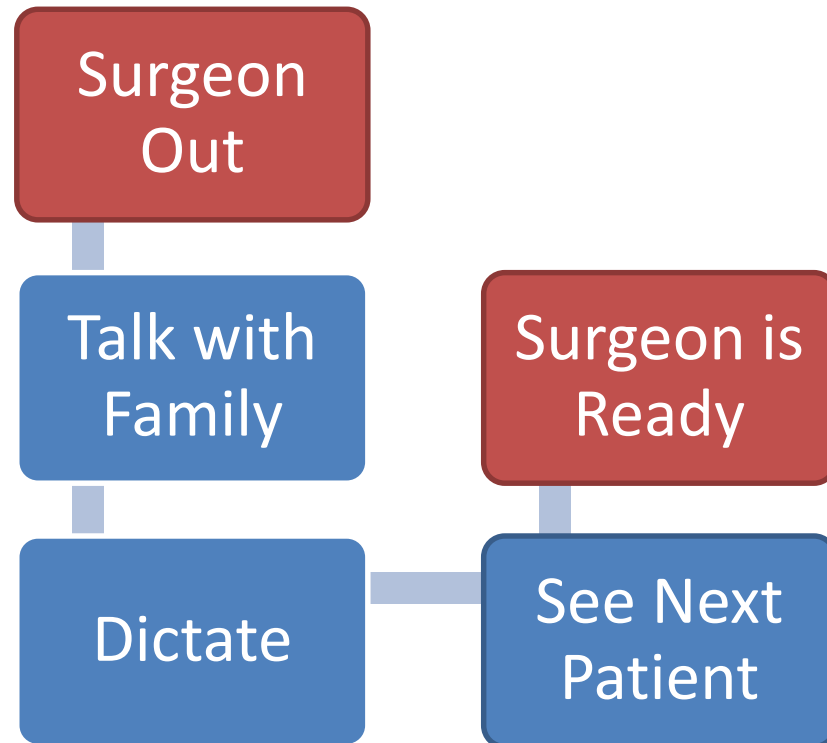 Surgeon
Out
Talk with
Family
Dictate
See Next
Patient
Surgeon is
Ready